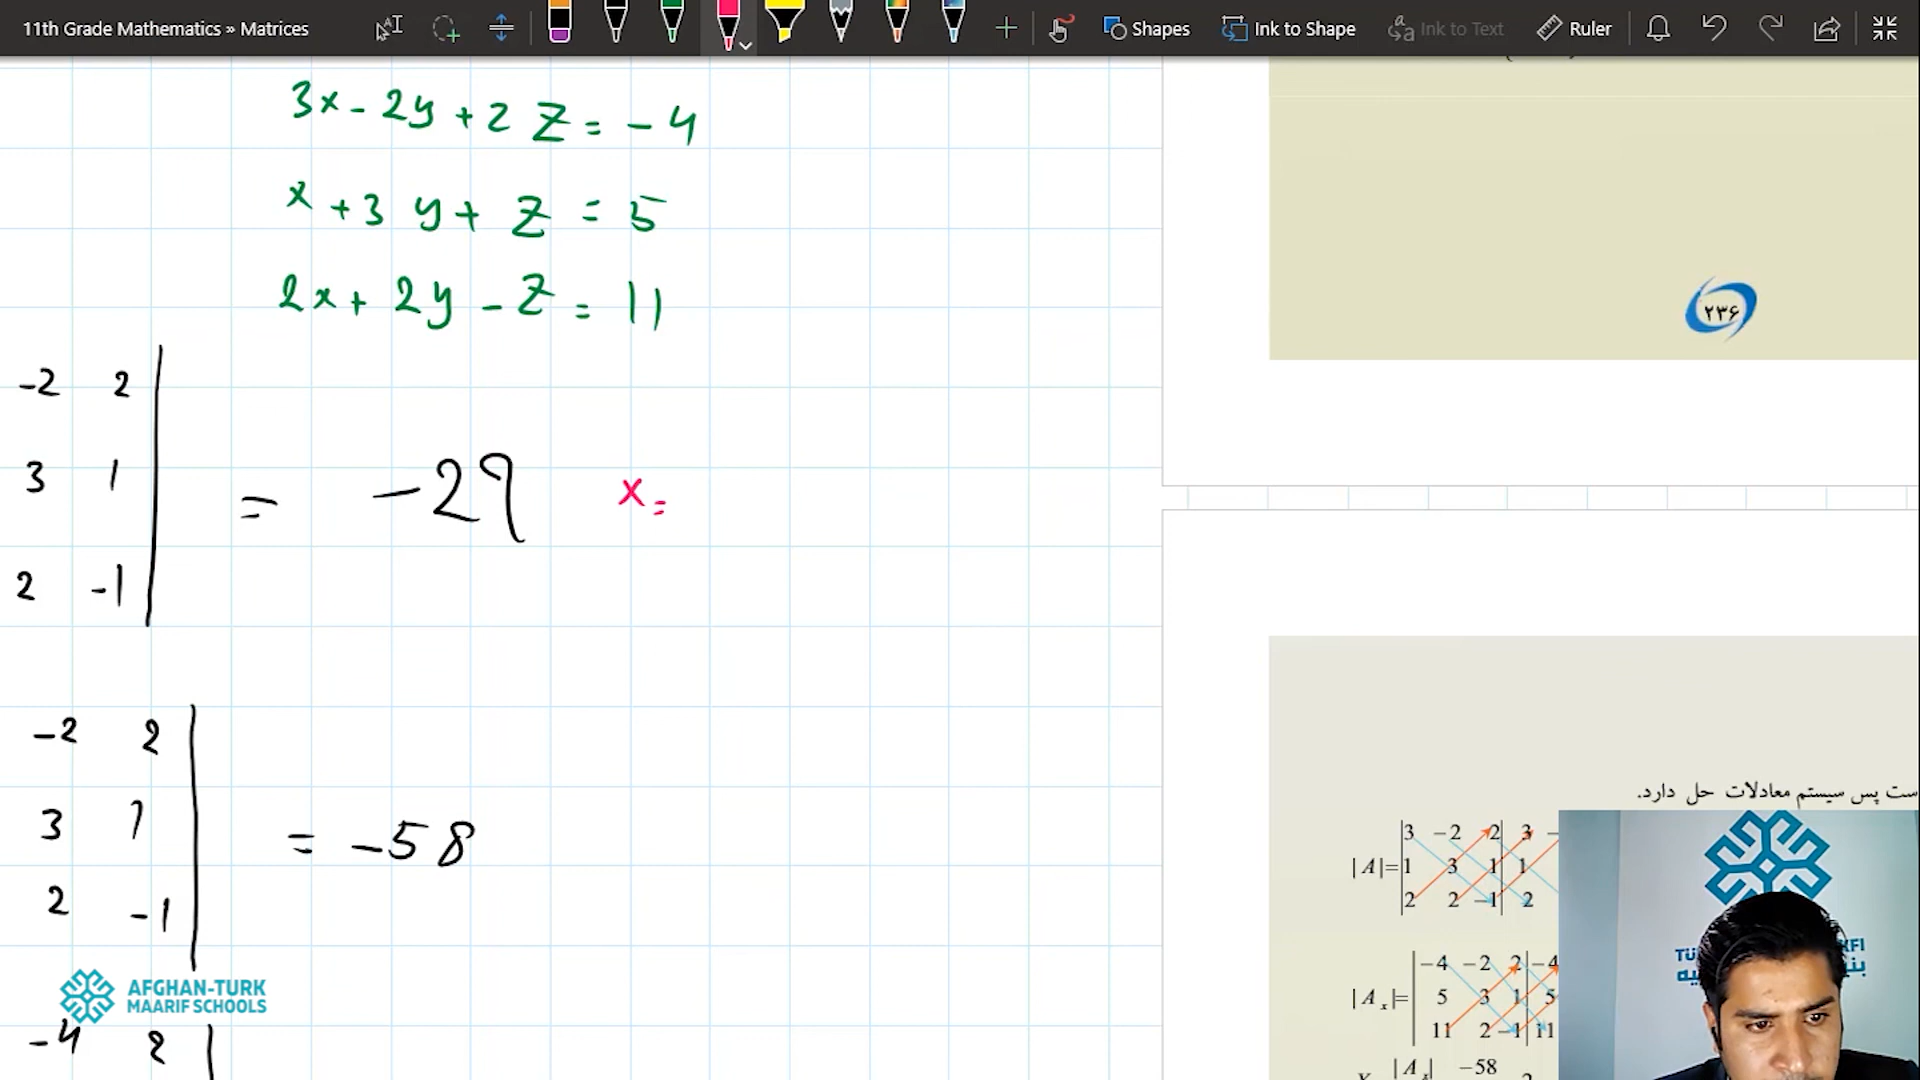 11th Grade Mathematics » Matrices
Shapes Ink to Shape Ink to Text Ruler
3x - 2y + 2z = -4
x + 3y + z = 5
2x + 2y - z = 11
-2 2
3 1 = -29 x =
2 -1
-2 2
3 1 = -58
2 -1
AFGHAN-TURK
MAARIF SCHOOLS
-4 2
۲۳۶
ست پس سیستم معادلات حل دارد.
3 -2 2 3 -
|A|= 1 3 1 1
2 2 -1 2
-4 -2 2 -4
|A x|= 5 3 1 5
11 2 -1 11
-58